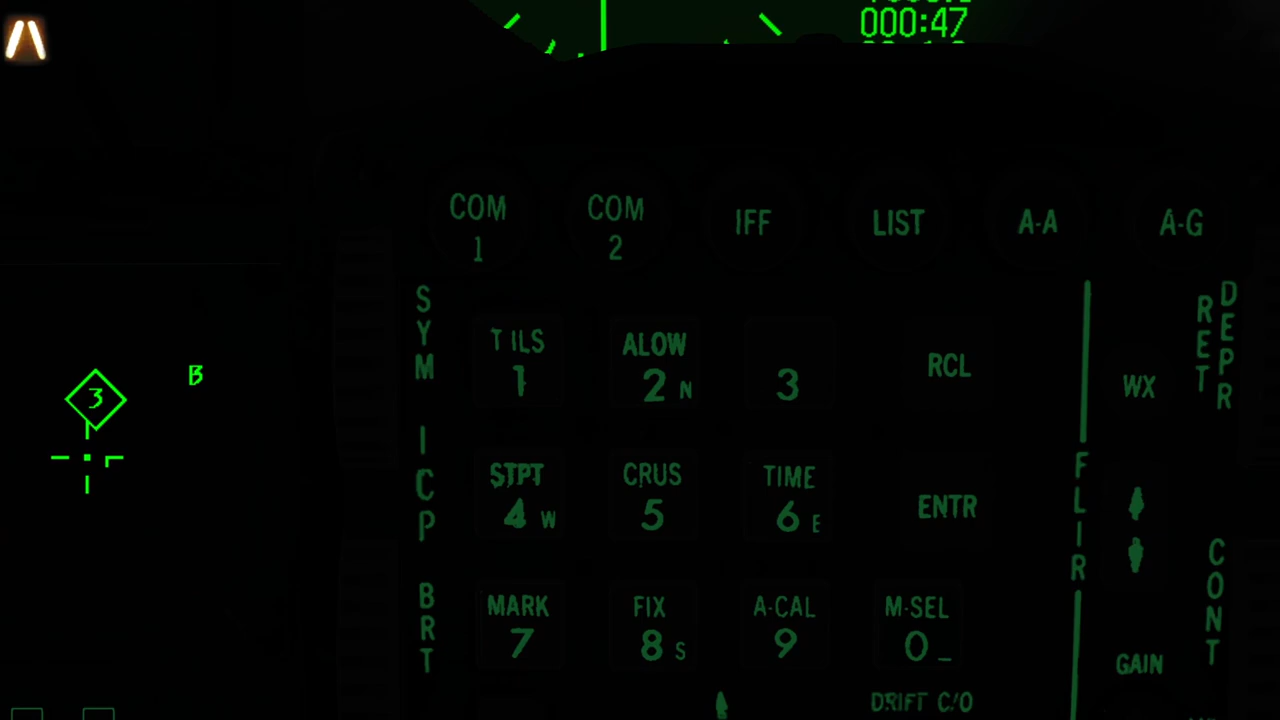 000:47
COM
1
COM
2
IFF
LIST
A-A
A-G
SYM
T ILS
1
ALOW
2 N
3
RCL
WX
RET
DEPR
3
B
ICP
STPT
4 W
CRUS
5
TIME
6 E
ENTR
FLIR
CONT
BRT
MARK
7
FIX
8 S
A-CAL
9
M-SEL
0 _
GAIN
DRIFT C/O